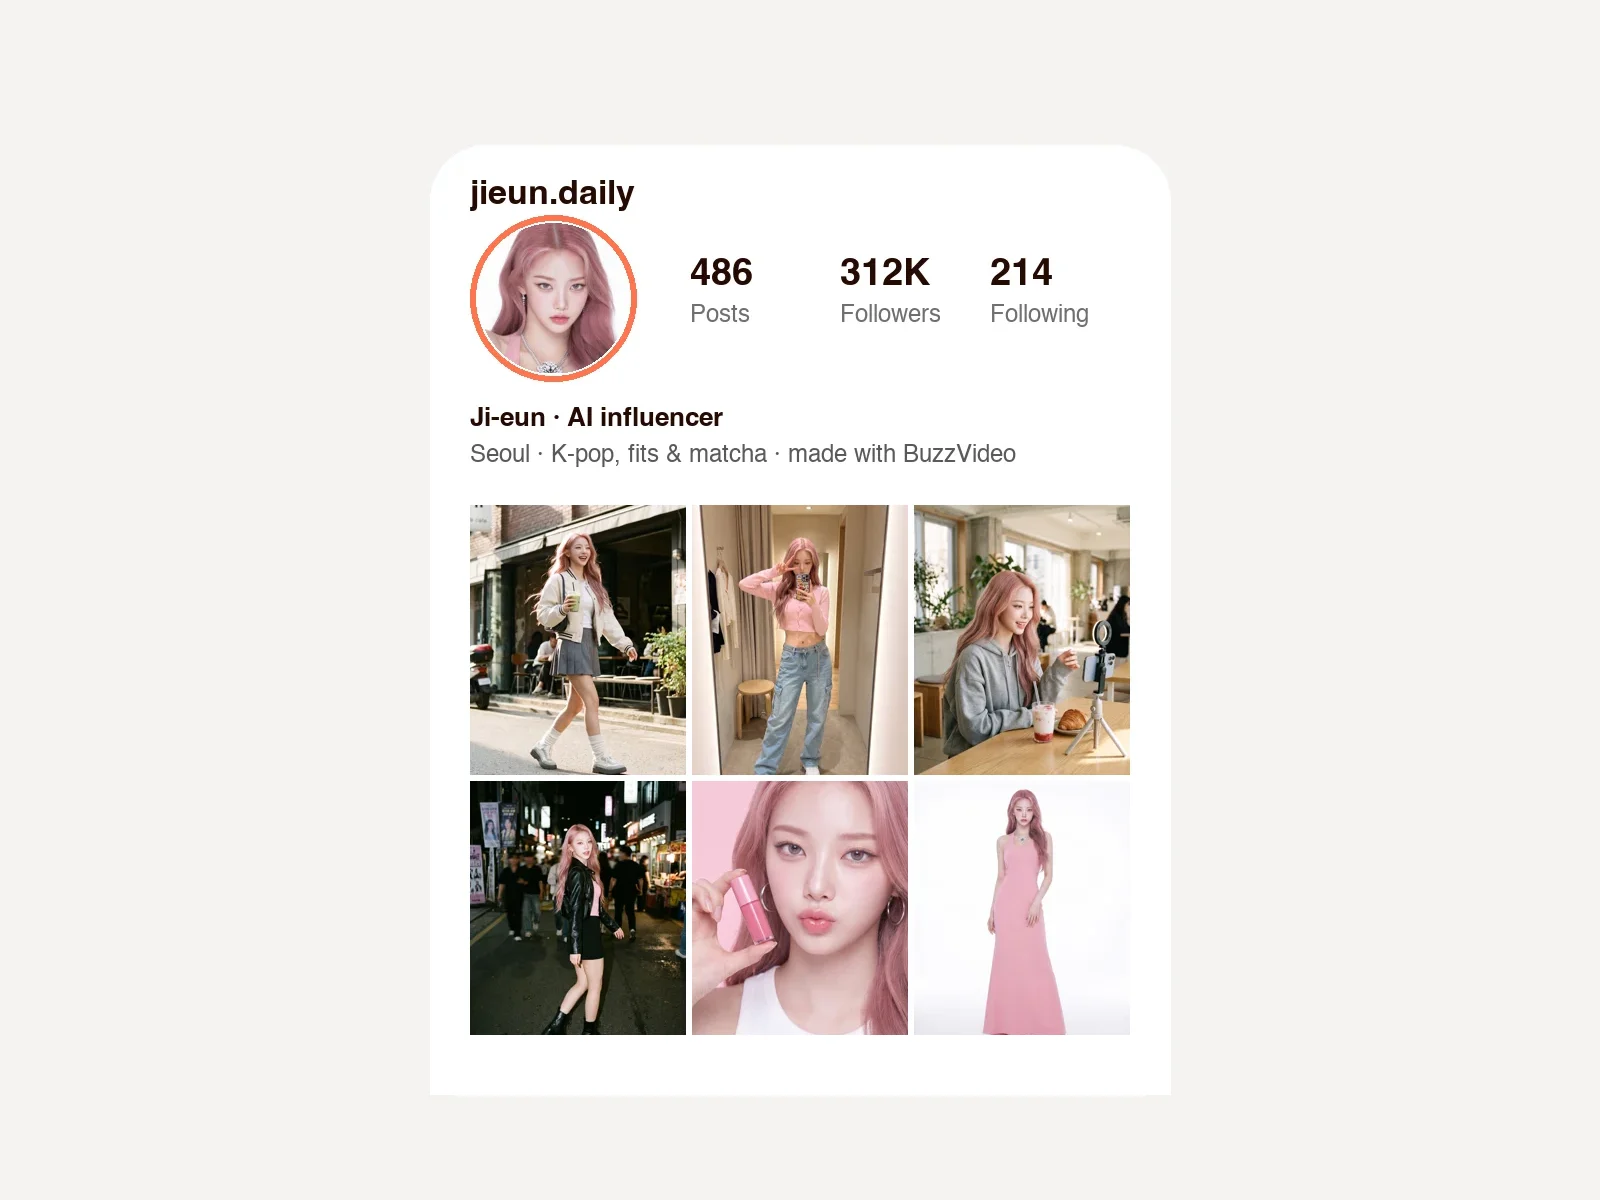 jieun.daily
486
312K
214
Posts
Followers
Following
Ji-eun · AI influencer
Seoul · K-pop, fits & matcha · made with BuzzVideo